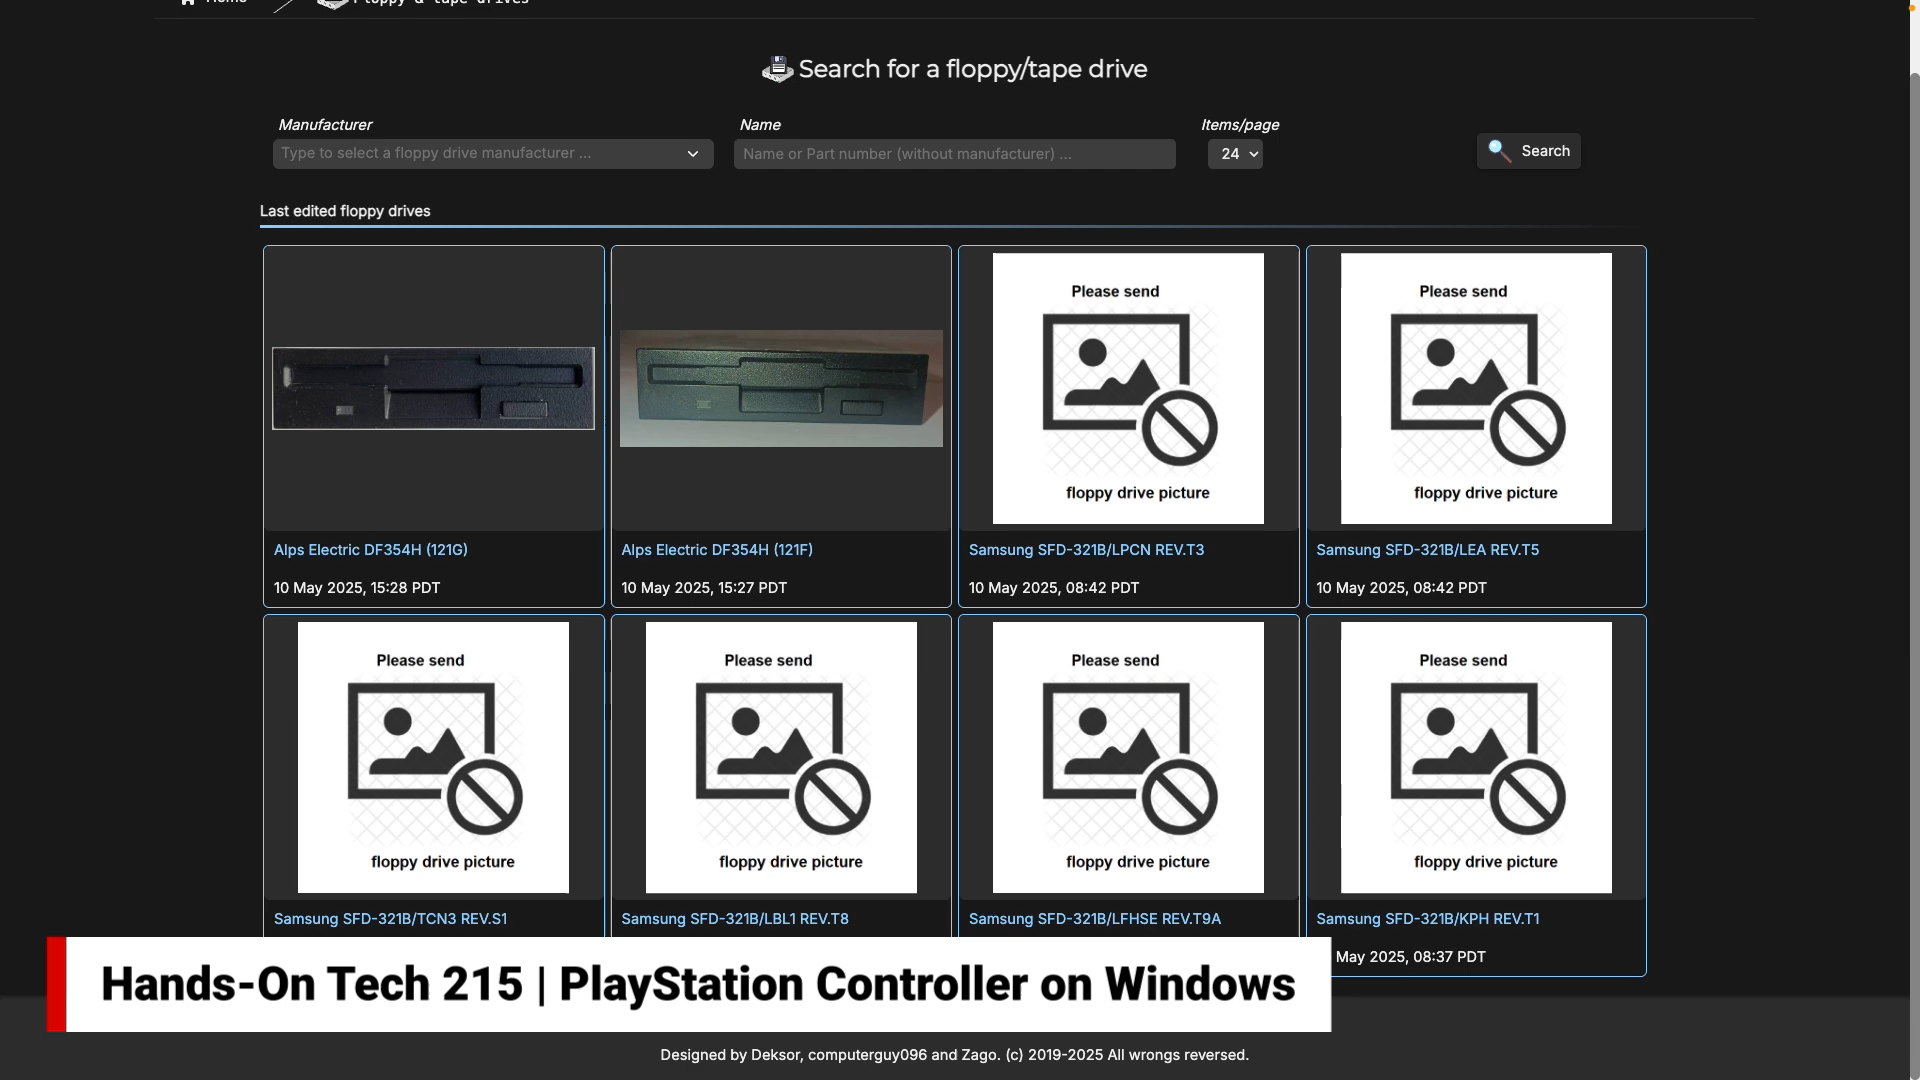 Home
Floppy & tape drives
Search for a floppy/tape drive
Manufacturer
Name
Items/page
Type to select a floppy drive manufacturer ...
Name or Part number (without manufacturer) ...
24
Search
Last edited floppy drives
Please send
floppy drive picture
Please send
floppy drive picture
Alps Electric DF354H (121G)
10 May 2025, 15:28 PDT
Alps Electric DF354H (121F)
10 May 2025, 15:27 PDT
Samsung SFD-321B/LPCN REV.T3
10 May 2025, 08:42 PDT
Samsung SFD-321B/LEA REV.T5
10 May 2025, 08:42 PDT
Please send
floppy drive picture
Please send
floppy drive picture
Please send
floppy drive picture
Please send
floppy drive picture
Samsung SFD-321B/TCN3 REV.S1
Samsung SFD-321B/LBL1 REV.T8
Samsung SFD-321B/LFHSE REV.T9A
Samsung SFD-321B/KPH REV.T1
May 2025, 08:37 PDT
Hands-On Tech 215 | PlayStation Controller on Windows
Designed by Deksor, computerguy096 and Zago. (c) 2019-2025 All wrongs reversed.